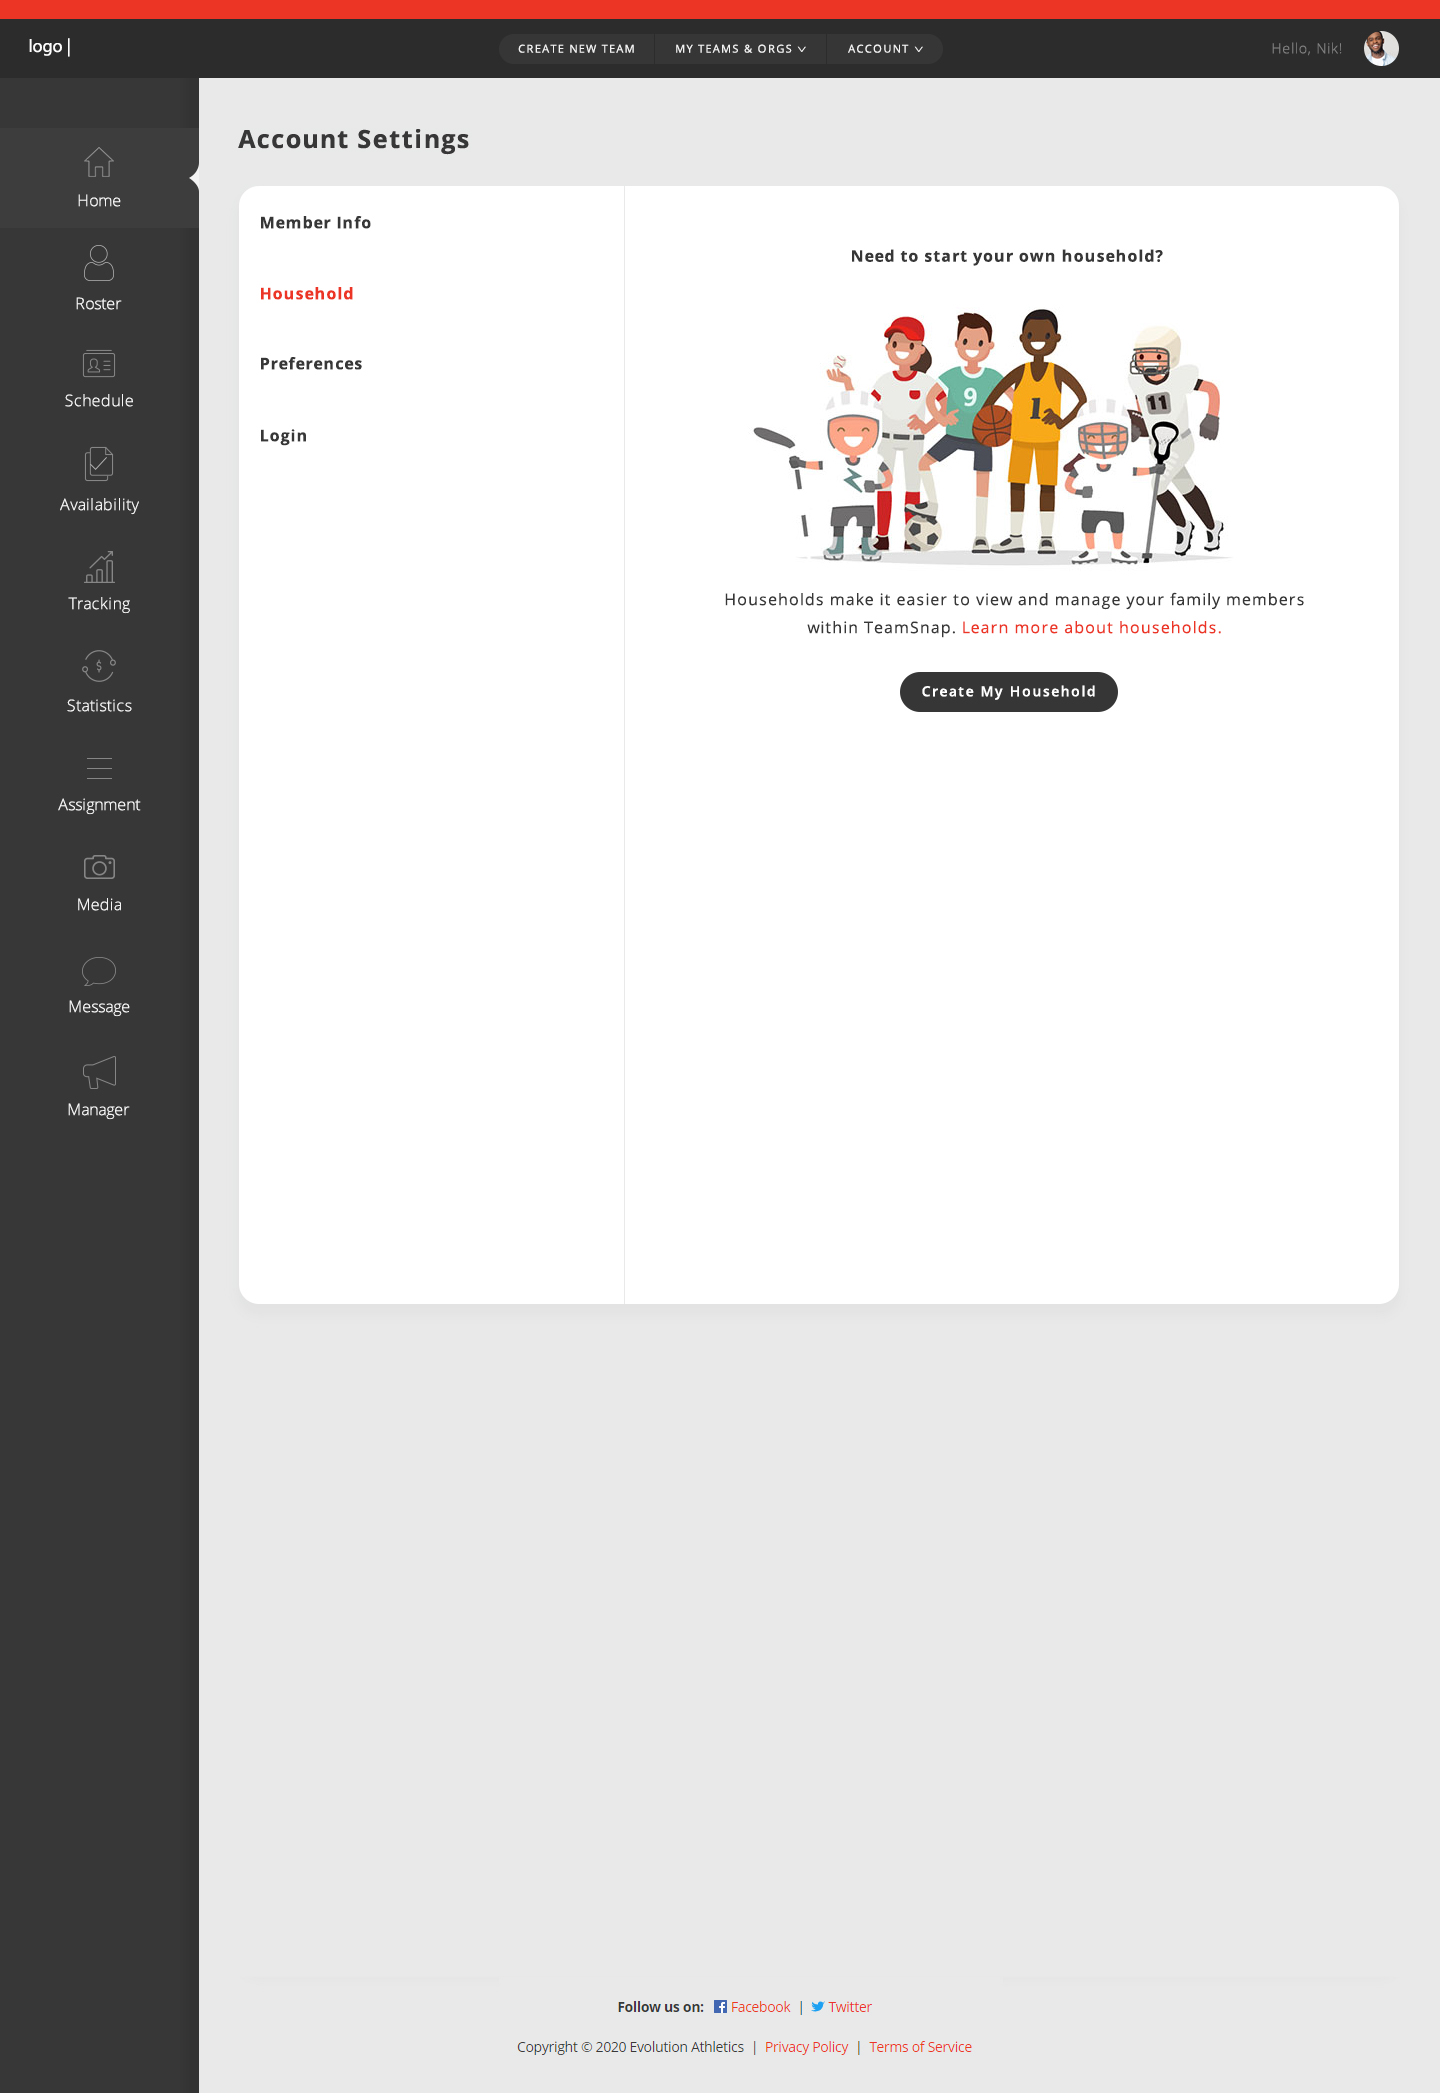 logo |
CREATE NEW TEAM
MY TEAMS & ORGS
ACCOUNT
Hello, Nik!
Home
Roster
Schedule
Availability
Tracking
Statistics
Assignment
Media
Message
Manager
Account Settings
Member Info
Household
Preferences
Login
Need to start your own household?
9
1
11
Households make it easier to view and manage your family members
within TeamSnap. Learn more about households.
Create My Household
Follow us on: Facebook | Twitter
Copyright © 2020 Evolution Athletics | Privacy Policy | Terms of Service